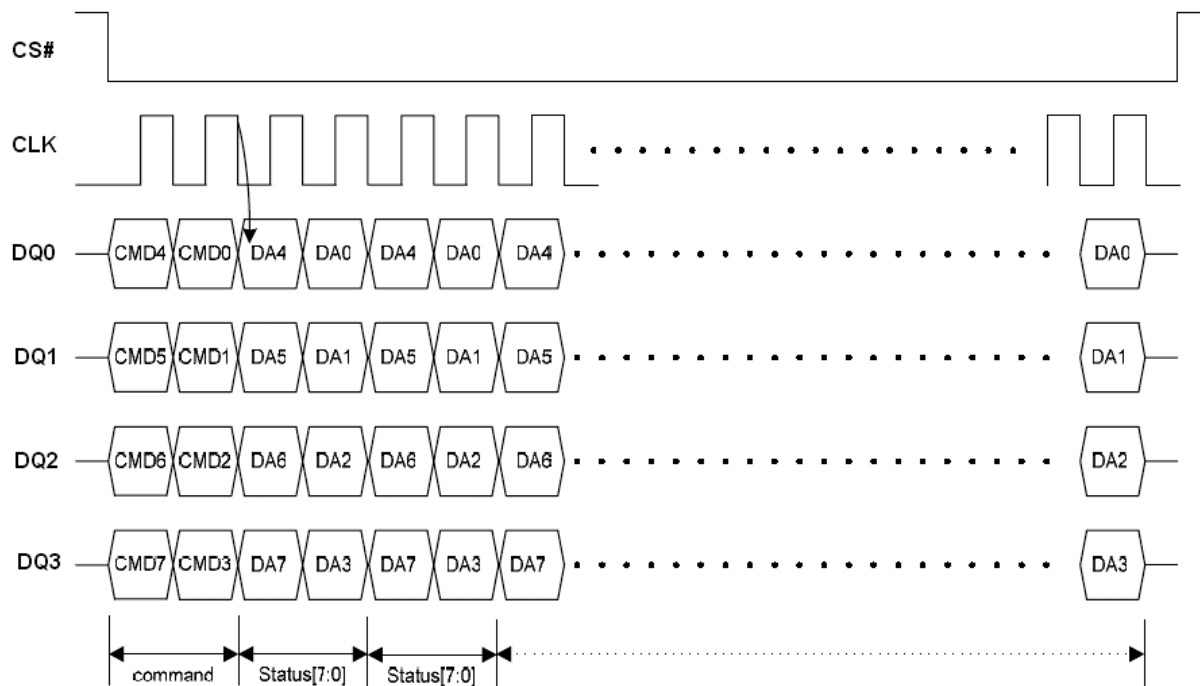 CS#
CLK
DQ0 CMD4 CMD0 DA4 DA0 DA4 DA0 DA4 DA0
DQ1 CMD5 CMD1 DA5 DA1 DA5 DA1 DA5 DA1
DQ2 CMD6 CMD2 DA6 DA2 DA6 DA2 DA6 DA2
DQ3 CMD7 CMD3 DA7 DA3 DA7 DA3 DA7 DA3
command Status[7:0] Status[7:0]